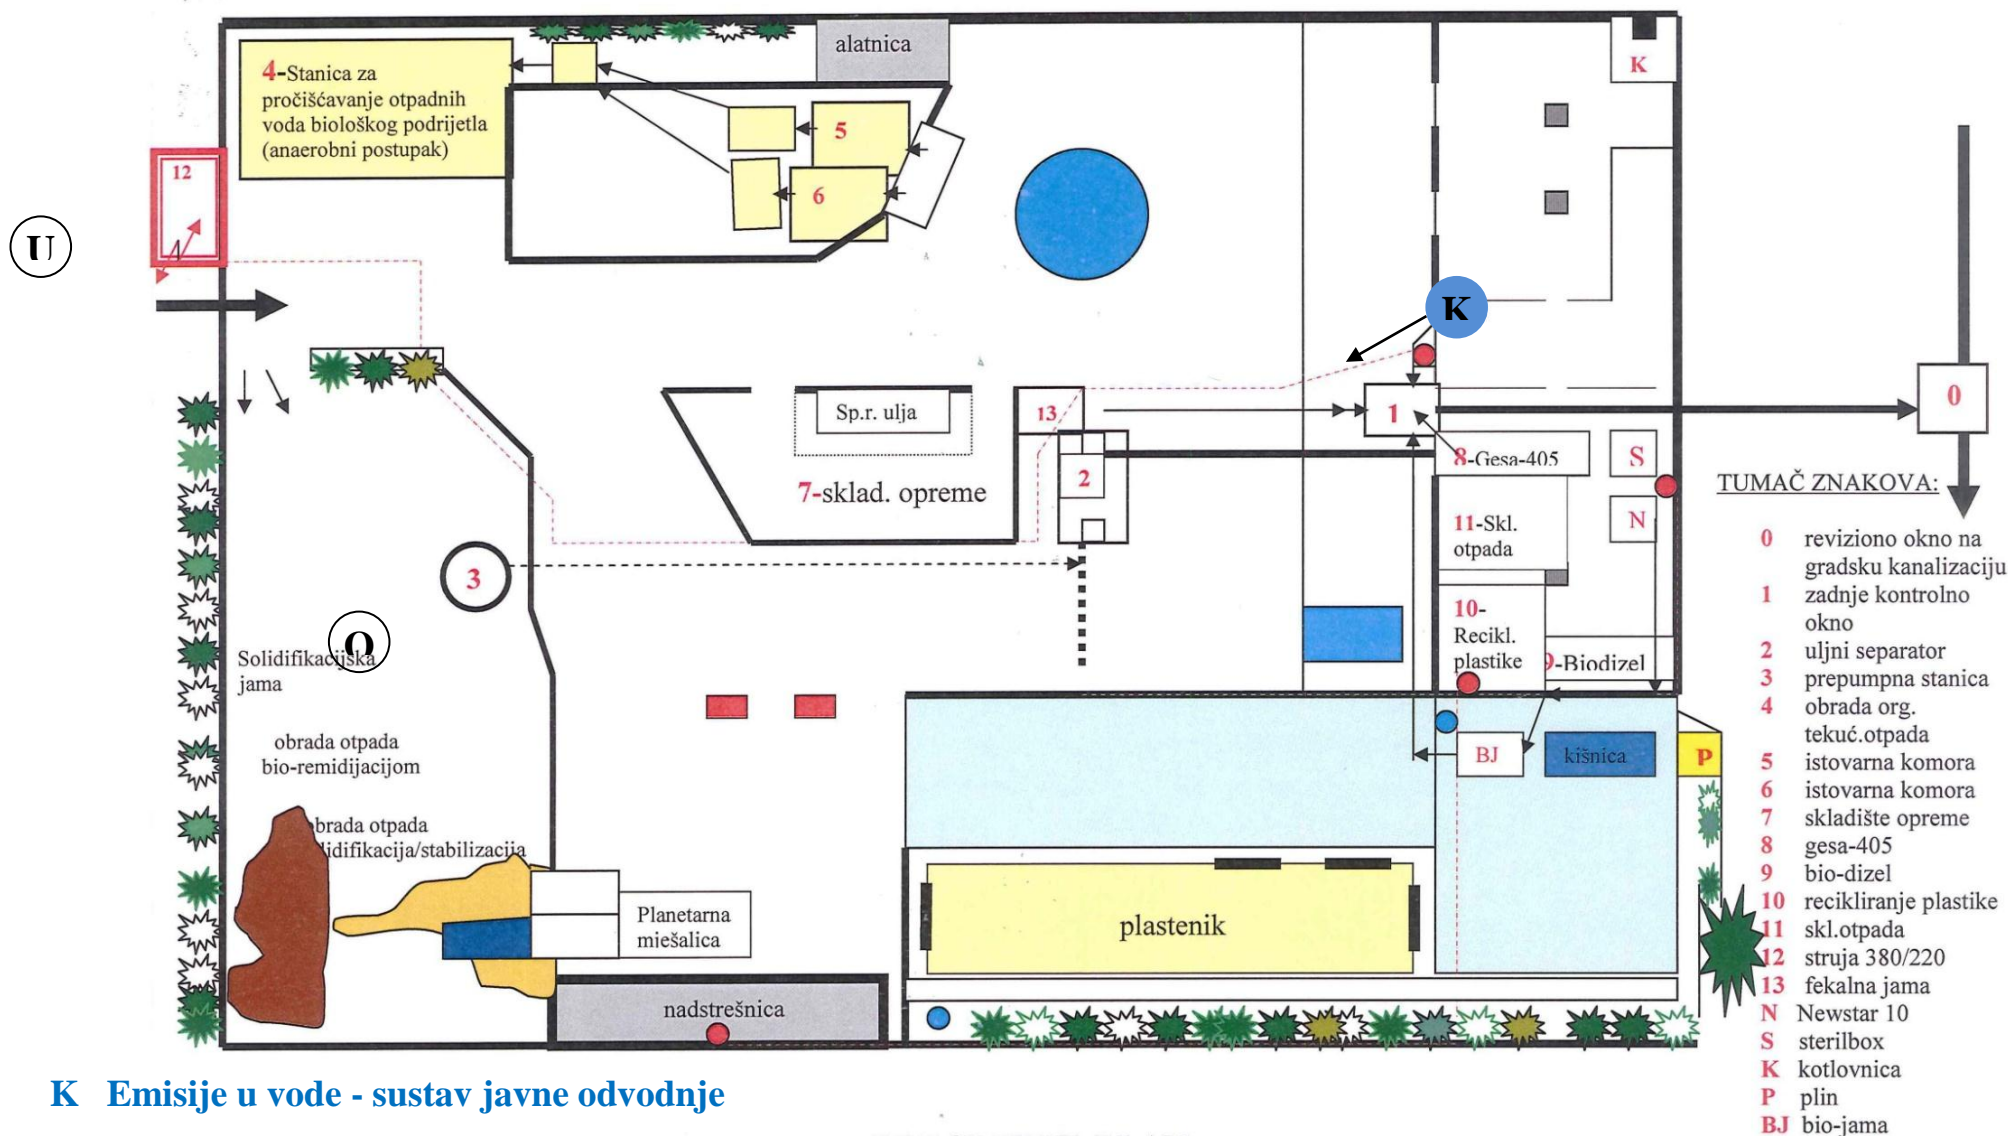 alatnica
K
4-Stanica za
pročišćavanje otpadnih
voda biološkog podrijetla
(anaerobni postupak)
5
12
6
U
K
Sp.r. ulja
13
1
0
8-Gesa-405
S
2
7-sklad. opreme
TUMAČ ZNAKOVA:
11-Skl.
otpada
N
0 reviziono okno na
gradsku kanalizaciju
1 zadnje kontrolno
okno
2 uljni separator
3 prepumpna stanica
4 obrada org.
tekuć.otpada
5 istovarna komora
6 istovarna komora
7 skladište opreme
8 gesa-405
9 bio-dizel
10 recikliranje plastike
11 skl.otpada
12 struja 380/220
13 fekalna jama
N Newstar 10
S sterilbox
K kotlovnica
P plin
BJ bio-jama
3
10-
Recikl.
plastike
9-Biodizel
O
Solidifikacijska
jama
obrada otpada
bio-remidijacijom
BJ
kišnica
P
obrada otpada
lidifikacija/stabilizacija
Planetarna
miešalica
plastenik
nadstrešnica
K Emisije u vode - sustav javne odvodnje